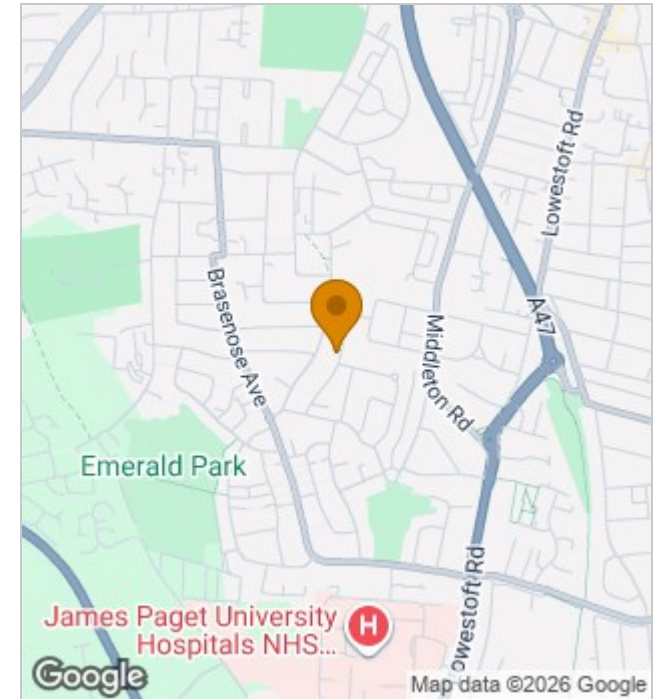 Lowestoft Rd
A47
Brasenose Ave
Middleton Rd
Emerald Park
Lowestoft Rd
James Paget University
Hospitals NHS...
H
Google
Map data ©2026 Google